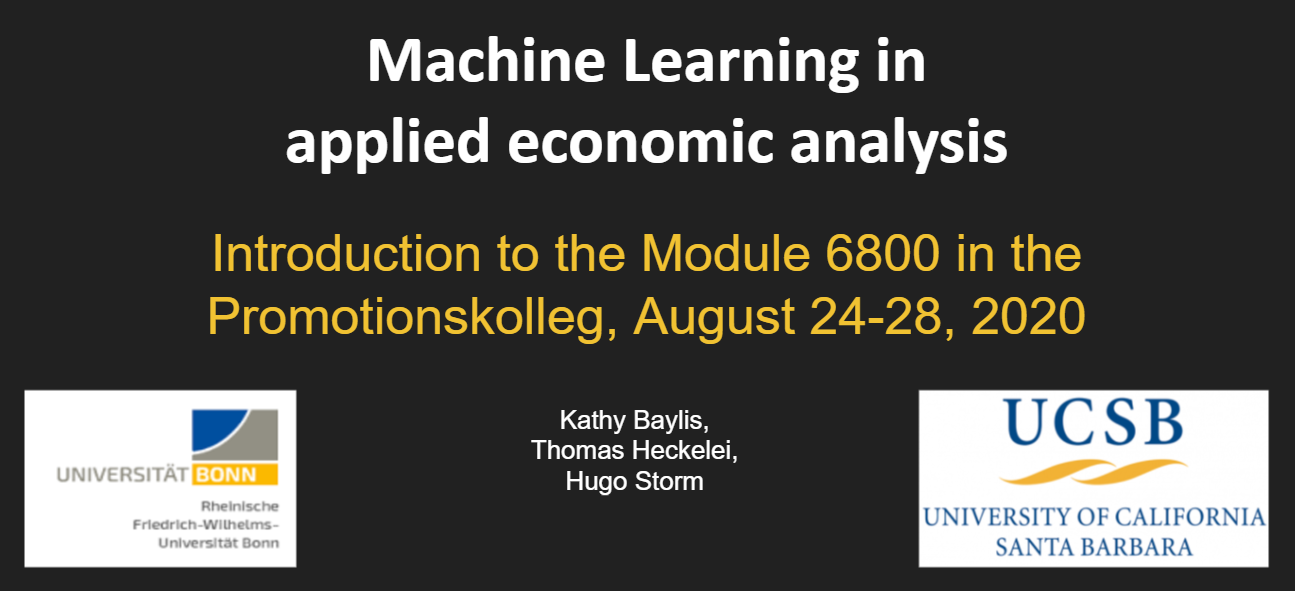 Machine Learning in
applied economic analysis
Introduction to the Module 6800 in the
Promotionskolleg, August 24-28, 2020
Kathy Baylis,
Thomas Heckelei,
Hugo Storm
UNIVERSITÄT BONN
Rheinische
Friedrich-Wilhelms-
Universität Bonn
UCSB
UNIVERSITY OF CALIFORNIA
SANTA BARBARA